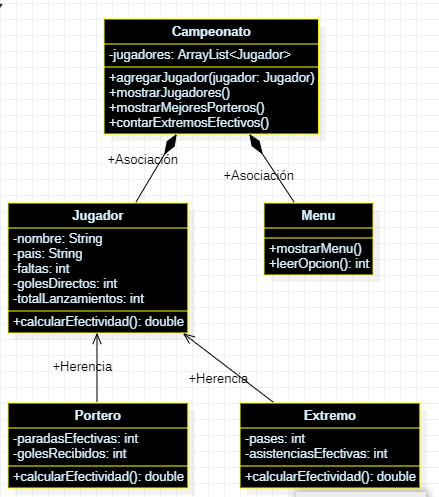 Campeonato
-jugadores: ArrayList<Jugador>
+agregarJugador(jugador: Jugador)
+mostrarJugadores()
+mostrarMejoresPorteros()
+contarExtremosEfectivos()
+Asociación
+Asociación
Jugador
-nombre: String
-pais: String
-faltas: int
-golesDirectos: int
-totalLanzamientos: int
+calcularEfectividad(): double
Menu
+mostrarMenu()
+leerOpcion(): int
+Herencia
+Herencia
Portero
-paradasEfectivas: int
-golesRecibidos: int
+calcularEfectividad(): double
Extremo
-pases: int
-asistenciasEfectivas: int
+calcularEfectividad(): double